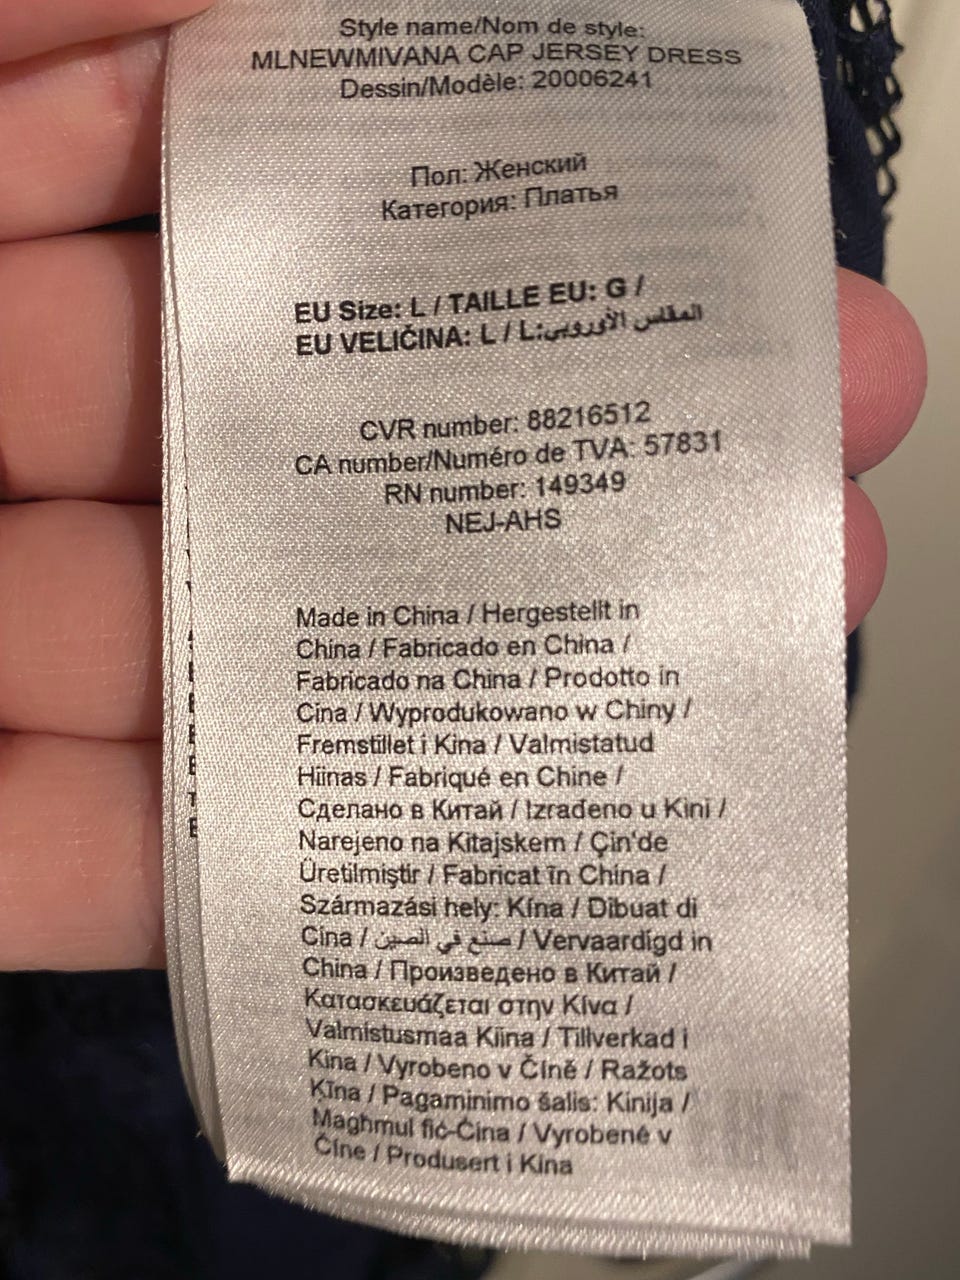 Style name/Nom de style:
MLNEWMIVANA CAP JERSEY DRESS
Dessin/Modèle: 20006241
Пол: Женский
Категория: Платья
EU Size: L / TAILLE EU: G /
EU VELIČINA: L / L:المقاس الأوروبي
CVR number: 88216512
CA number/Numéro de TVA: 57831
RN number: 149349
NEJ-AHS
Made in China / Hergestellt in
China / Fabricado en China /
Fabricado na China / Prodotto in
Cina / Wyprodukowano w Chiny /
Fremstillet i Kina / Valmistatud
Hiinas / Fabriqué en Chine /
Сделано в Китай / Izrađeno u Kini /
Narejeno na Kitajskem / Çin'de
Üretilmiştir / Fabricat în China /
Származási hely: Kína / Dibuat di
Cina / صنع في الصين / Vervaardigd in
China / Произведено в Китай /
Κατασκευάζεται στην Κίνα /
Valmistusmaa Kiina / Tillverkad i
Kina / Vyrobeno v Číně / Ražots
Ķīna / Pagaminimo šalis: Kinija /
Magħmul fiċ-Ċina / Vyrobené v
Číne / Produsert i Kina